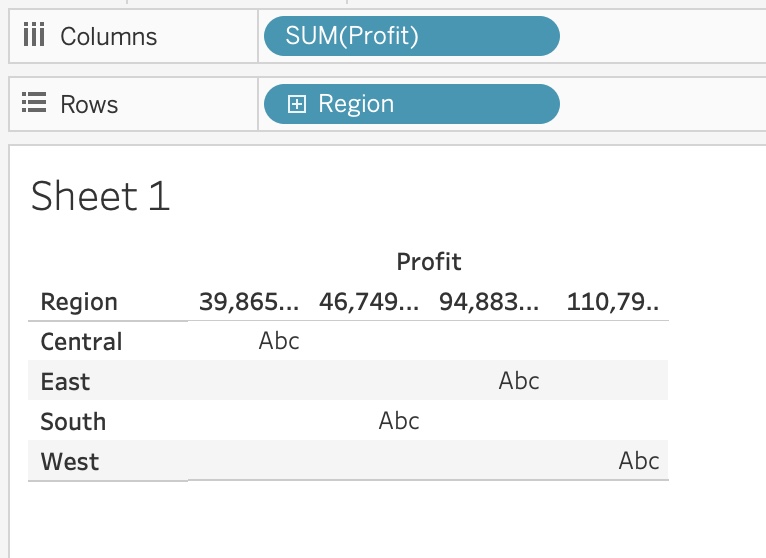 Columns SUM(Profit)
Rows Region
Sheet 1
Profit
Region 39,865... 46,749... 94,883... 110,79..
Central Abc
East Abc
South Abc
West Abc